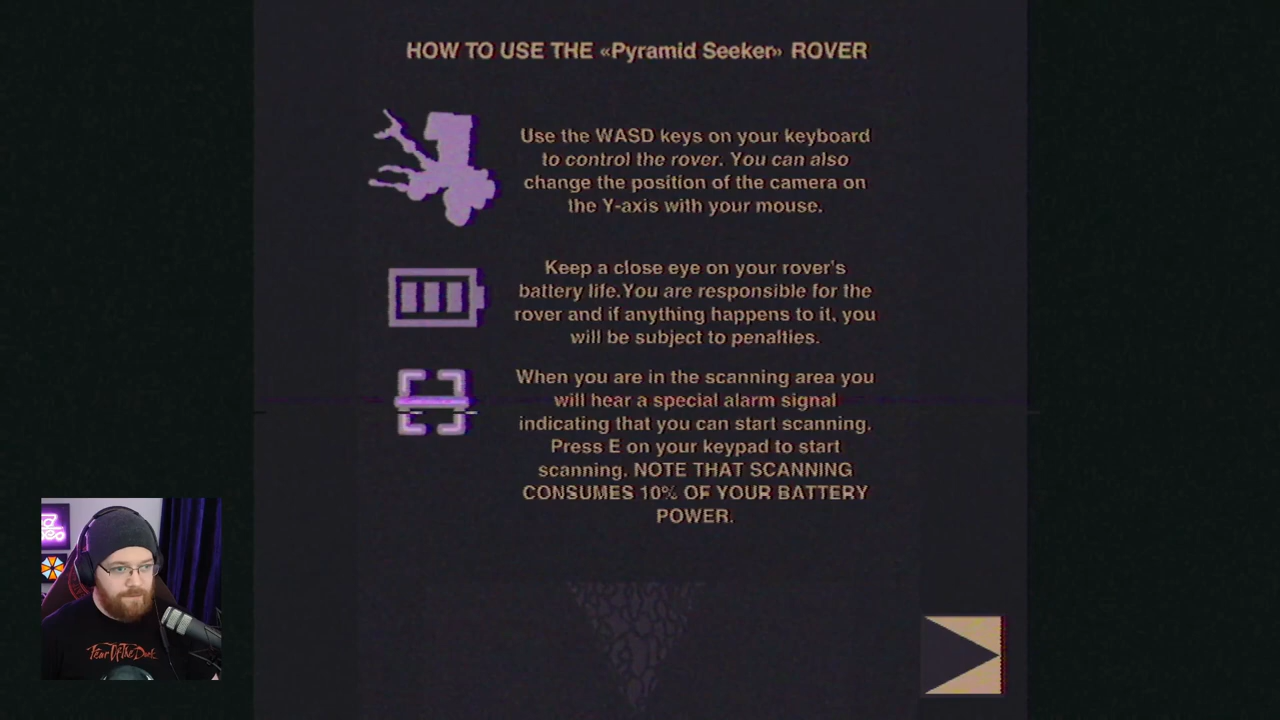 HOW TO USE THE «Pyramid Seeker» ROVER
Use the WASD keys on your keyboard
to control the rover. You can also
change the position of the camera on
the Y-axis with your mouse.
Keep a close eye on your rover's
battery life.You are responsible for the
rover and if anything happens to it, you
will be subject to penalties.
When you are in the scanning area you
will hear a special alarm signal
indicating that you can start scanning.
Press E on your keypad to start
scanning. NOTE THAT SCANNING
CONSUMES 10% OF YOUR BATTERY
POWER.
Fear Of The Dark